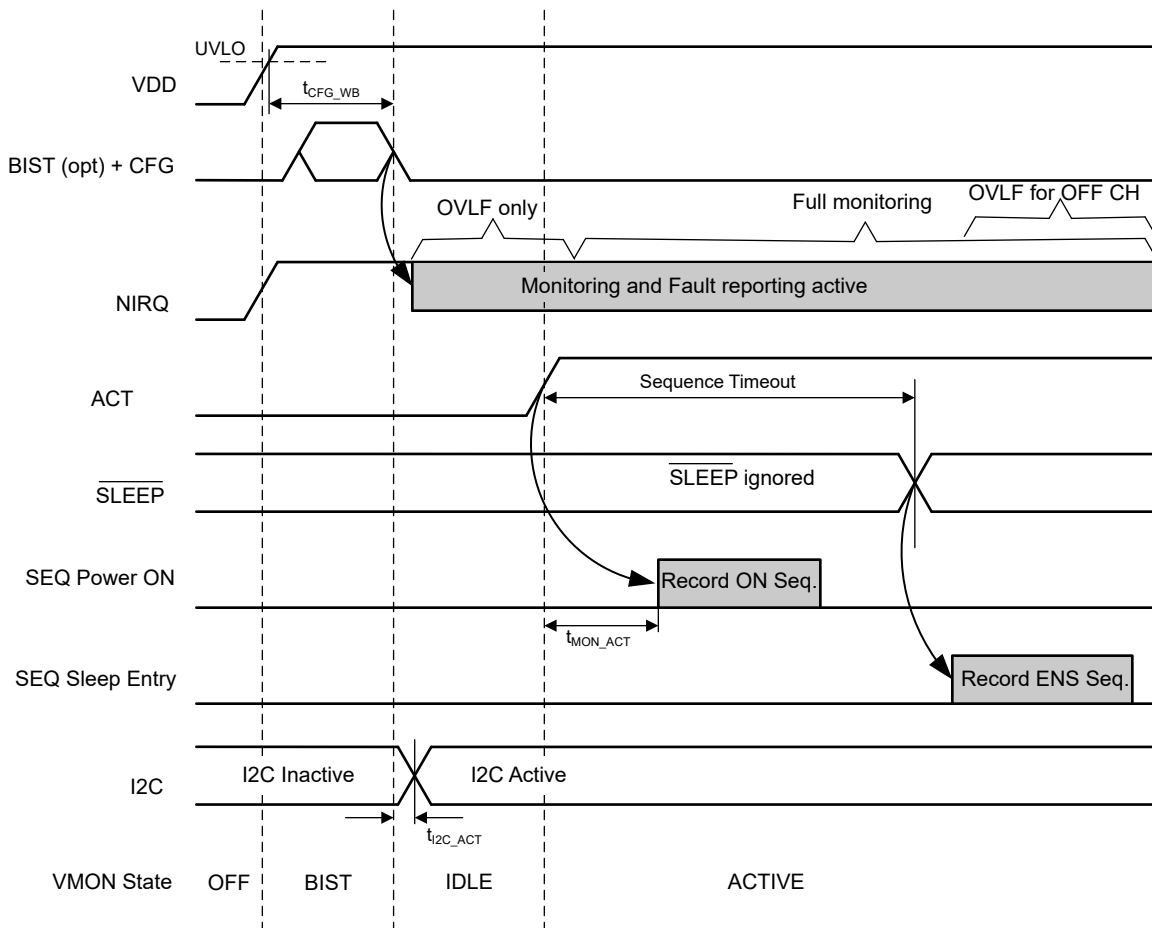 UVLO
VDD
tCFG_WB
BIST (opt) + CFG
OVLF only
Full monitoring
OVLF for OFF CH
NIRQ
Monitoring and Fault reporting active
ACT
Sequence Timeout
SLEEP
SLEEP ignored
SEQ Power ON
Record ON Seq.
tMON_ACT
SEQ Sleep Entry
Record ENS Seq.
I2C
I2C Inactive
I2C Active
tI2C_ACT
VMON State
OFF
BIST
IDLE
ACTIVE